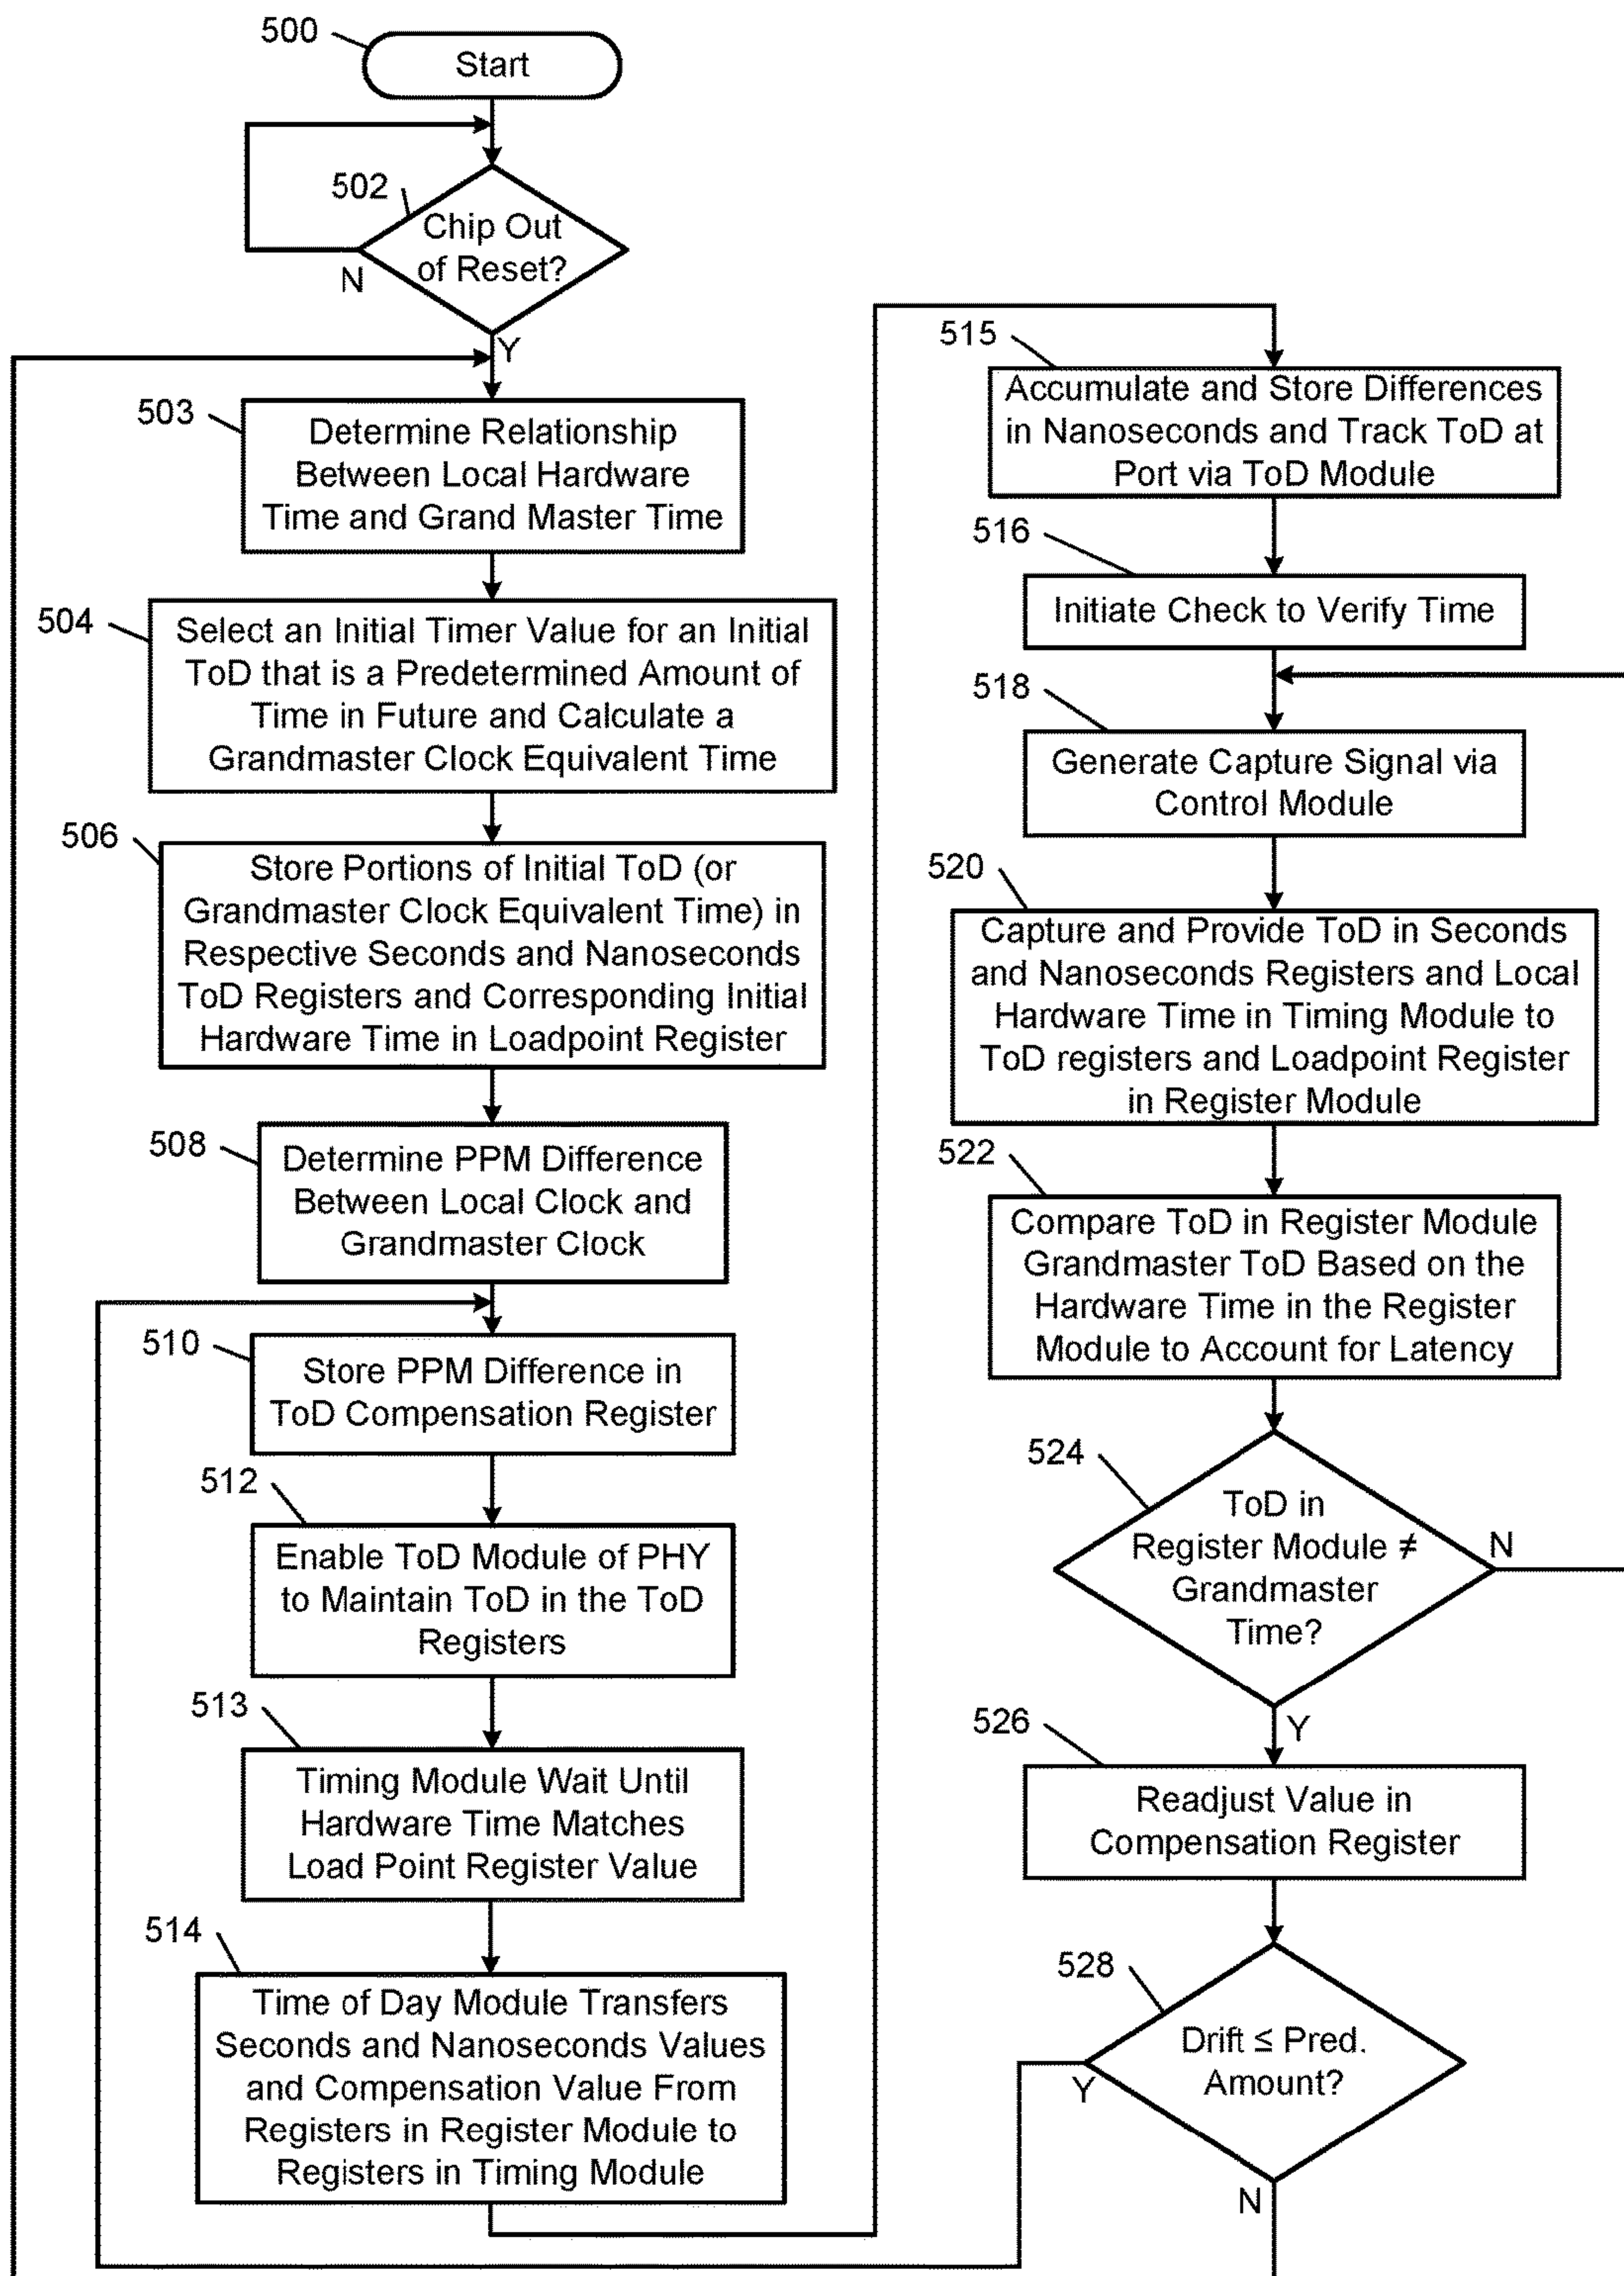 500
Start
502
Chip Out
of Reset?
N
Y
503
Determine Relationship
Between Local Hardware
Time and Grand Master Time
504
Select an Initial Timer Value for an Initial
ToD that is a Predetermined Amount of
Time in Future and Calculate a
Grandmaster Clock Equivalent Time
506
Store Portions of Initial ToD (or
Grandmaster Clock Equivalent Time) in
Respective Seconds and Nanoseconds
ToD Registers and Corresponding Initial
Hardware Time in Loadpoint Register
508
Determine PPM Difference
Between Local Clock and
Grandmaster Clock
510
Store PPM Difference in
ToD Compensation Register
512
Enable ToD Module of PHY
to Maintain ToD in the ToD
Registers
513
Timing Module Wait Until
Hardware Time Matches
Load Point Register Value
514
Time of Day Module Transfers
Seconds and Nanoseconds Values
and Compensation Value From
Registers in Register Module to
Registers in Timing Module
515
Accumulate and Store Differences
in Nanoseconds and Track ToD at
Port via ToD Module
516
Initiate Check to Verify Time
518
Generate Capture Signal via
Control Module
520
Capture and Provide ToD in Seconds
and Nanoseconds Registers and Local
Hardware Time in Timing Module to
ToD registers and Loadpoint Register
in Register Module
522
Compare ToD in Register Module
Grandmaster ToD Based on the
Hardware Time in the Register
Module to Account for Latency
524
ToD in
Register Module ≠
Grandmaster
Time?
N
Y
526
Readjust Value in
Compensation Register
528
Drift ≤ Pred.
Amount?
Y
N